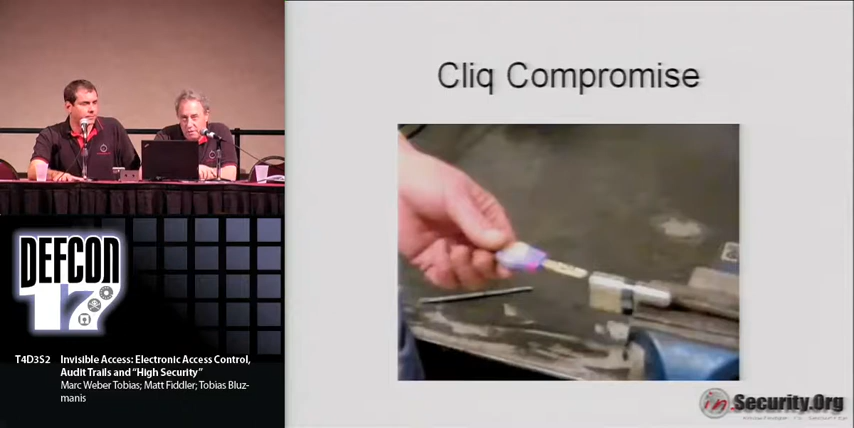 Cliq Compromise
DEFCON
17
T4D3S2 Invisible Access: Electronic Access Control,
Audit Trails and "High Security"
Marc Weber Tobias; Matt Fiddler; Tobias Bluz-
manis
in.Security.Org